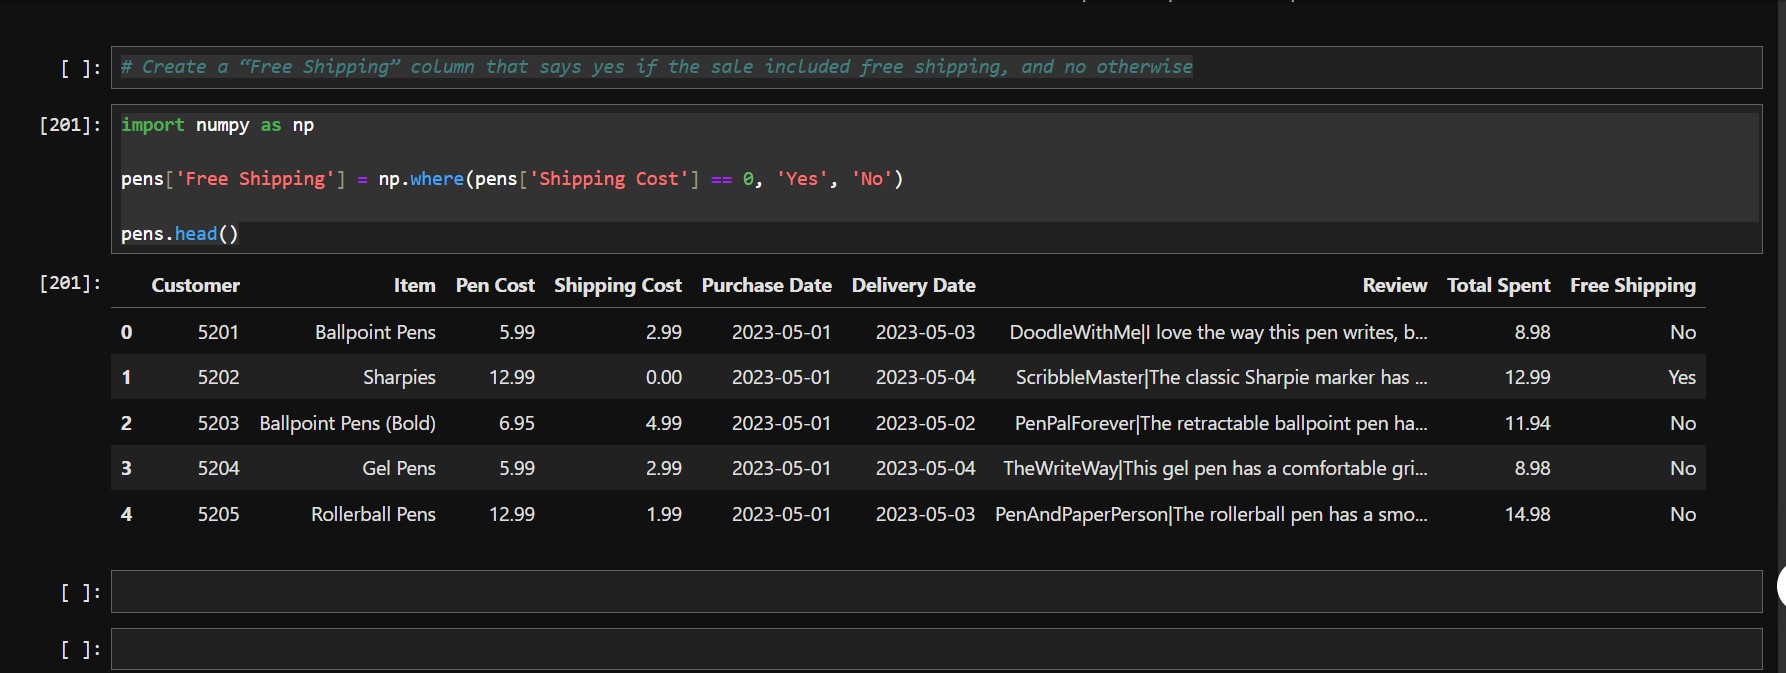 [ ]: # Create a “Free Shipping” column that says yes if the sale included free shipping, and no otherwise
[201]: import numpy as np
pens['Free Shipping'] = np.where(pens['Shipping Cost'] == 0, 'Yes', 'No')
pens.head()
[201]: Customer Item Pen Cost Shipping Cost Purchase Date Delivery Date Review Total Spent Free Shipping
0 5201 Ballpoint Pens 5.99 2.99 2023-05-01 2023-05-03 DoodleWithMe|I love the way this pen writes, b... 8.98 No
1 5202 Sharpies 12.99 0.00 2023-05-01 2023-05-04 ScribbleMaster|The classic Sharpie marker has ... 12.99 Yes
2 5203 Ballpoint Pens (Bold) 6.95 4.99 2023-05-01 2023-05-02 PenPalForever|The retractable ballpoint pen ha... 11.94 No
3 5204 Gel Pens 5.99 2.99 2023-05-01 2023-05-04 TheWriteWay|This gel pen has a comfortable gri... 8.98 No
4 5205 Rollerball Pens 12.99 1.99 2023-05-01 2023-05-03 PenAndPaperPerson|The rollerball pen has a smo... 14.98 No
[ ]:
[ ]: